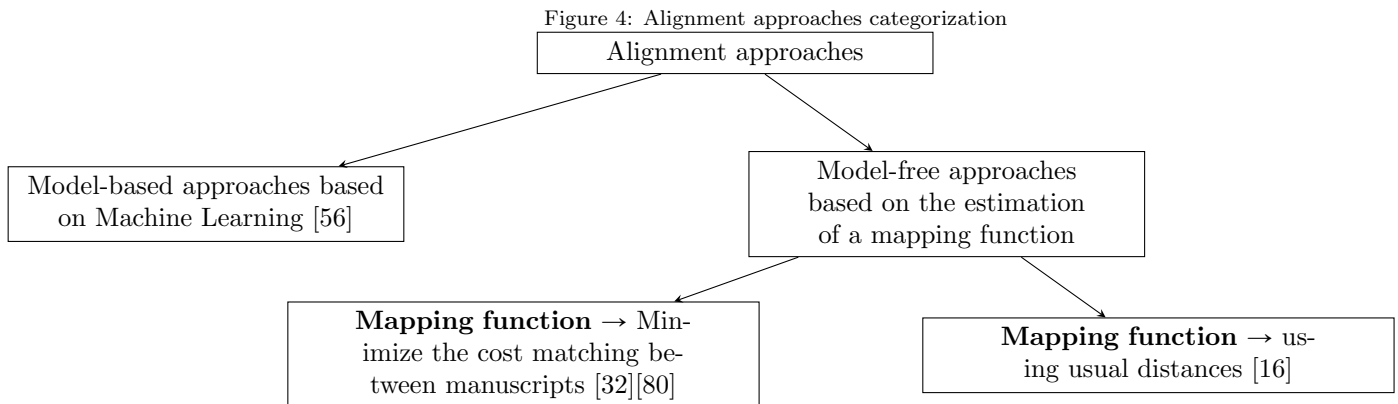 Figure 4: Alignment approaches categorization
Alignment approaches
Model-based approaches based
on Machine Learning [56]
Model-free approaches
based on the estimation
of a mapping function
Mapping function → Min-
imize the cost matching be-
tween manuscripts [32][80]
Mapping function → us-
ing usual distances [16]